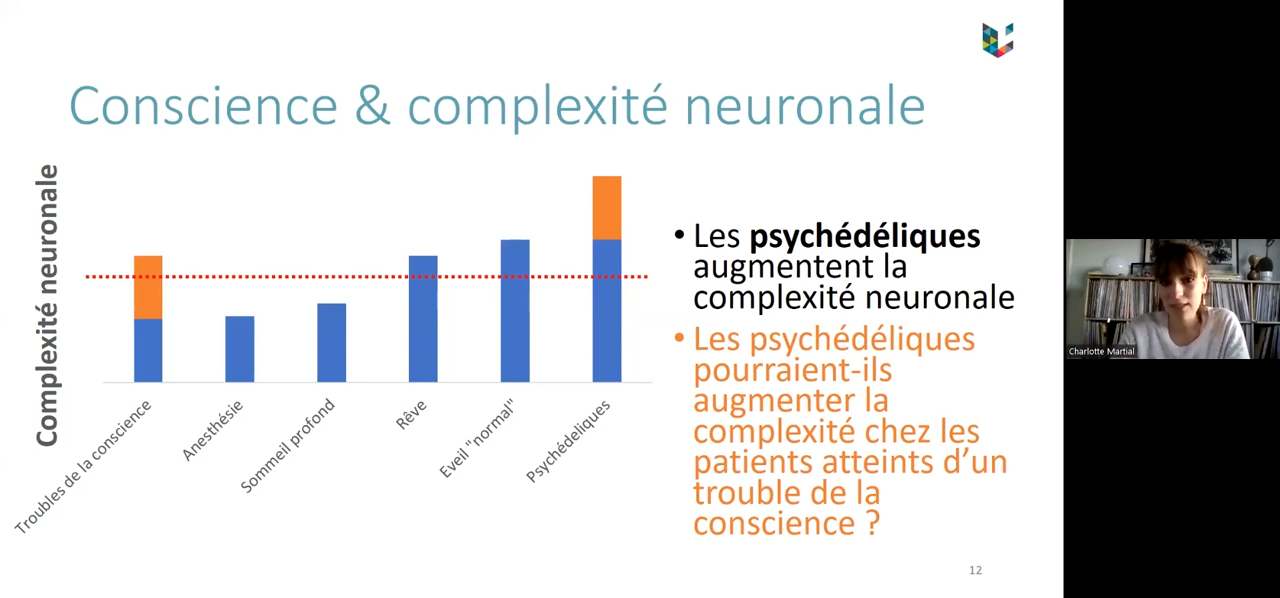 Conscience & complexité neuronale
Complexité neuronale
Troubles de la conscience
Anesthésie
Sommeil profond
Rêve
Eveil "normal"
Psychédeliques
• Les psychédéliques
augmentent la
complexité neuronale
• Les psychédéliques
pourraient-ils
augmenter la
complexité chez les
patients atteints d’un
trouble de la
conscience ?
12
Charlotte Martial